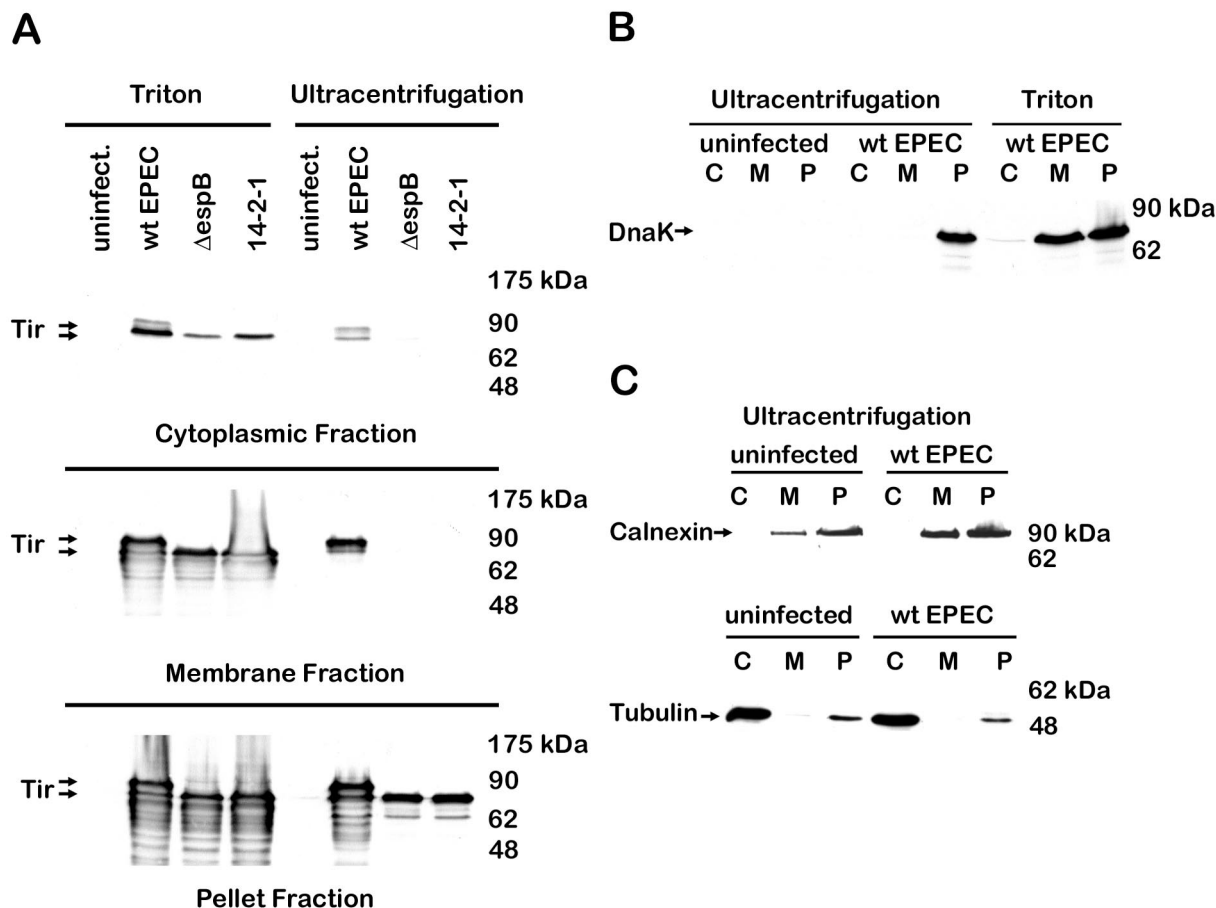 A
Triton Ultracentrifugation
uninfect. wt EPEC ΔespB 14-2-1 uninfect. wt EPEC ΔespB 14-2-1
175 kDa
Tir 90
62
48
Cytoplasmic Fraction
175 kDa
Tir 90
62
48
Membrane Fraction
175 kDa
Tir 90
62
48
Pellet Fraction
B
Ultracentrifugation Triton
uninfected wt EPEC wt EPEC
C M P C M P C M P
90 kDa
DnaK
62
C
Ultracentrifugation
uninfected wt EPEC
C M P C M P
Calnexin 90 kDa
62
uninfected wt EPEC
C M P C M P
62 kDa
Tubulin 48